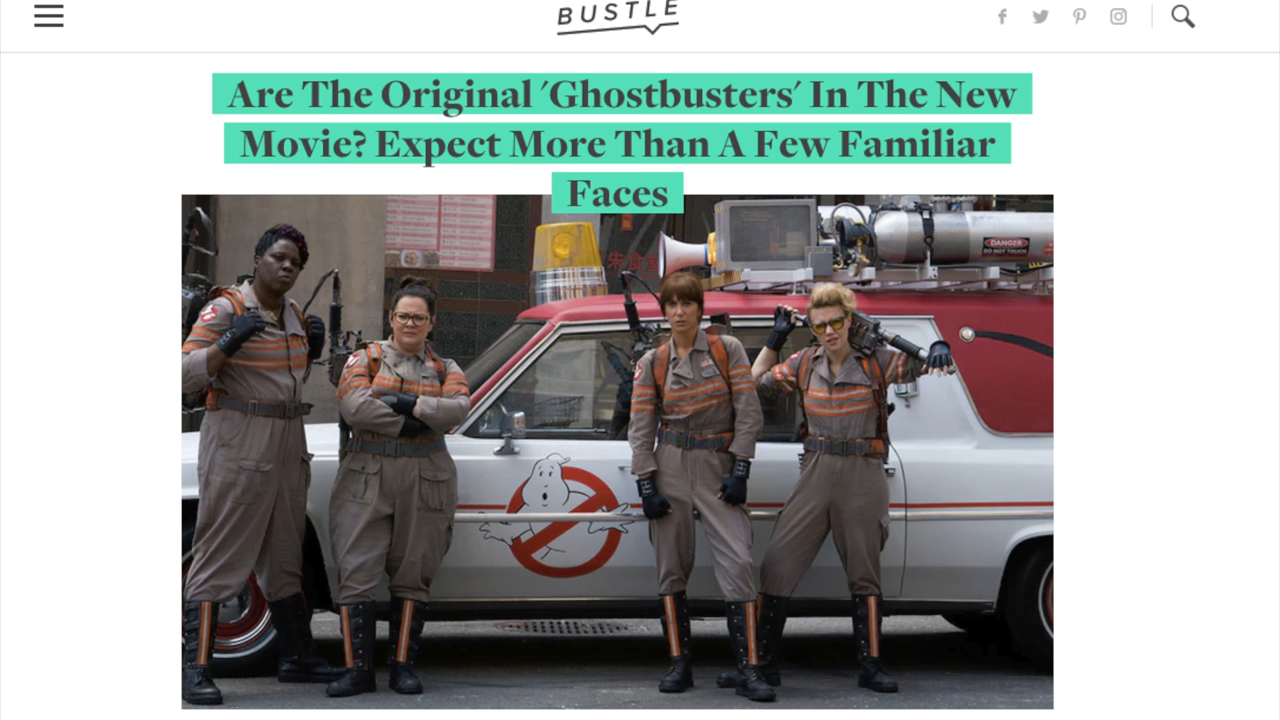 BUSTLE
Are The Original 'Ghostbusters' In The New
Movie? Expect More Than A Few Familiar
Faces
DANGER
DO NOT TOUCH